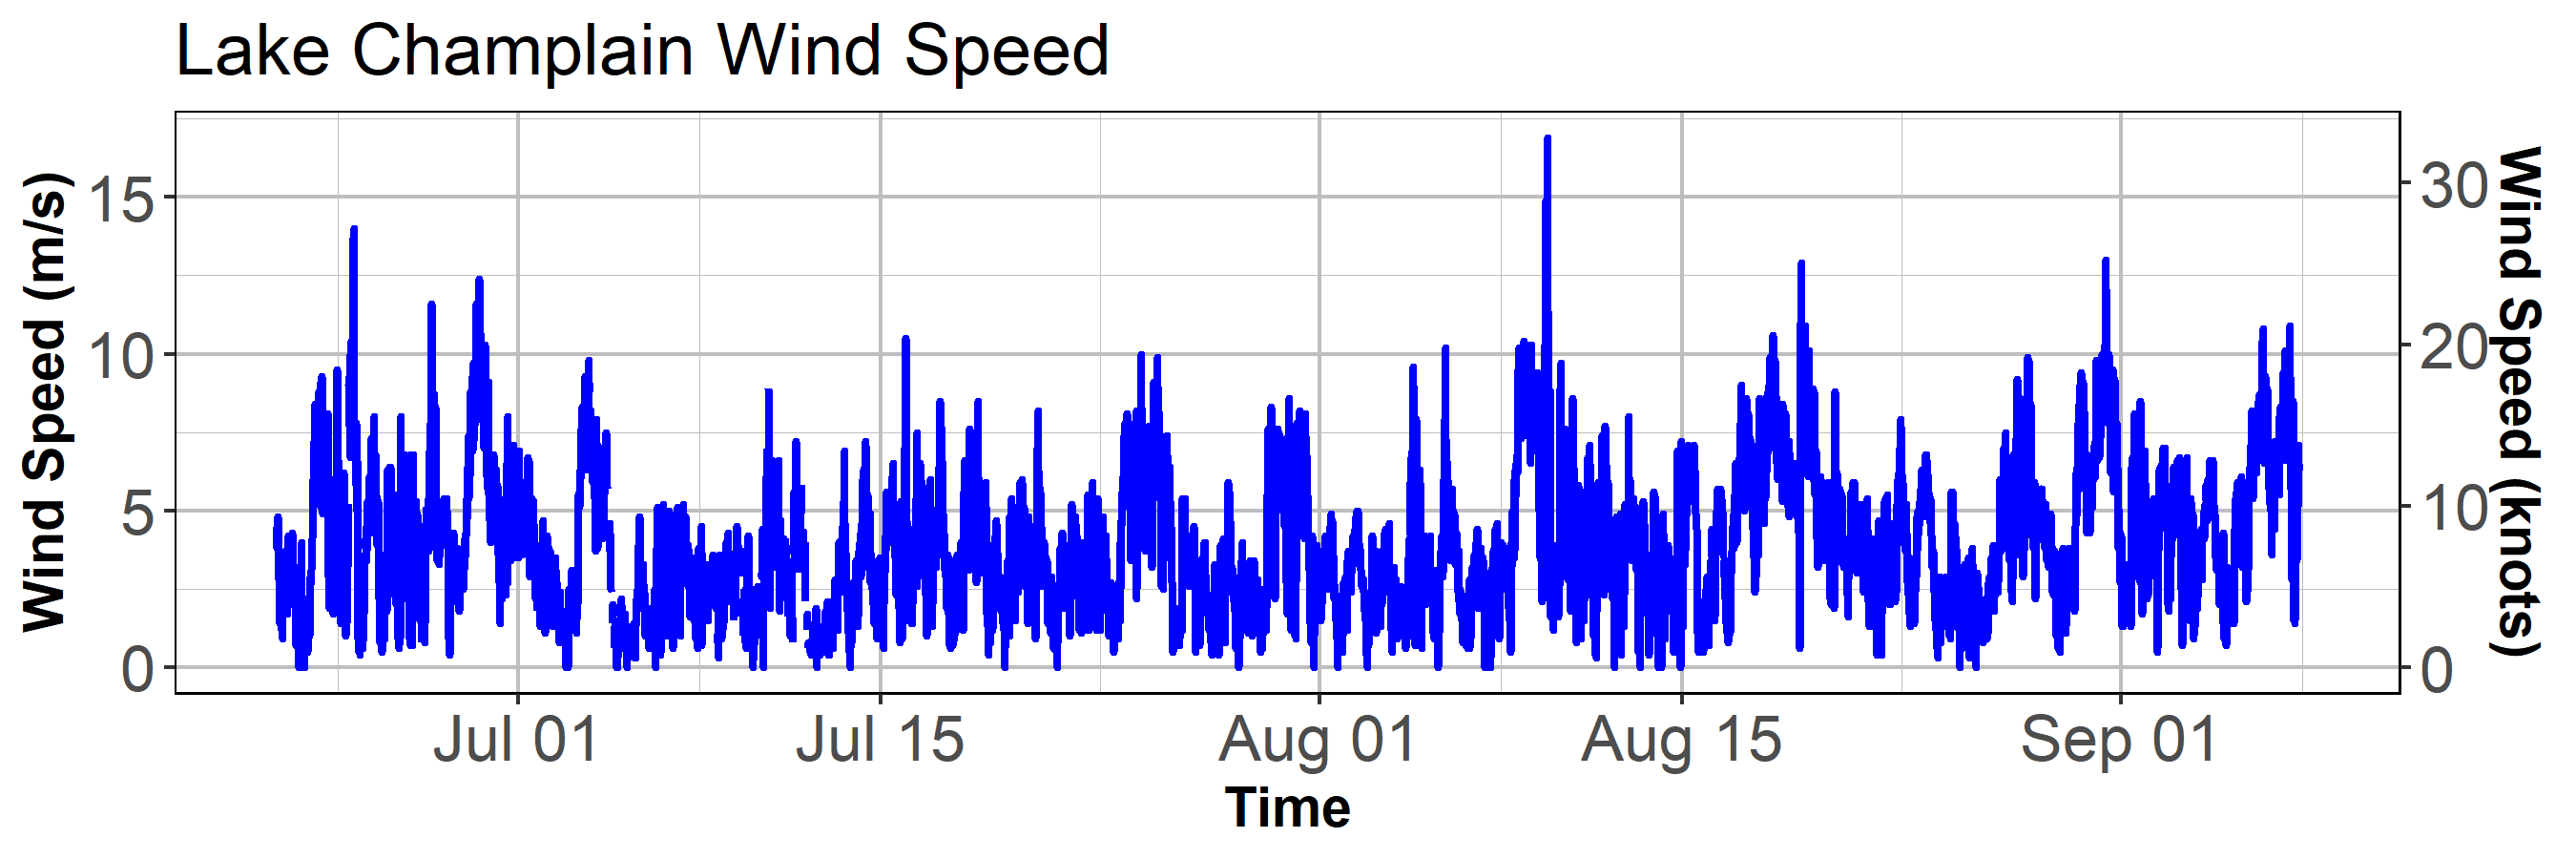 Lake Champlain Wind Speed
Wind Speed (m/s)
15
10
5
0
30
20
10
0
Wind Speed (knots)
Jul 01
Jul 15
Aug 01
Aug 15
Sep 01
Time